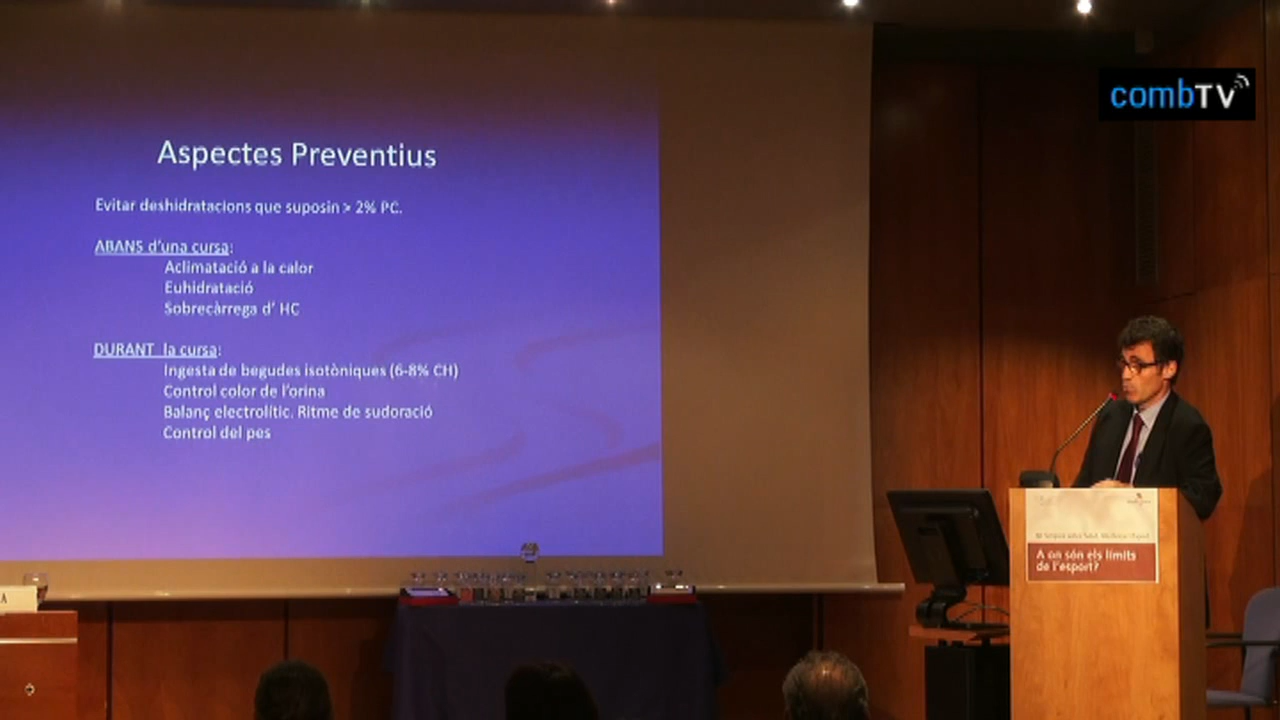 combTV
Aspectes Preventius
Evitar deshidratacions que suposin > 2% PC.
ABANS d'una cursa:
Aclimatació a la calor
Euhidratació
Sobrecàrrega d' HC
DURANT la cursa:
Ingesta de begudes isotòniques (6-8% CH)
Control color de l'orina
Balanç electrolític. Ritme de sudoració
Control del pes
A on són els límits
de l'esport?
A